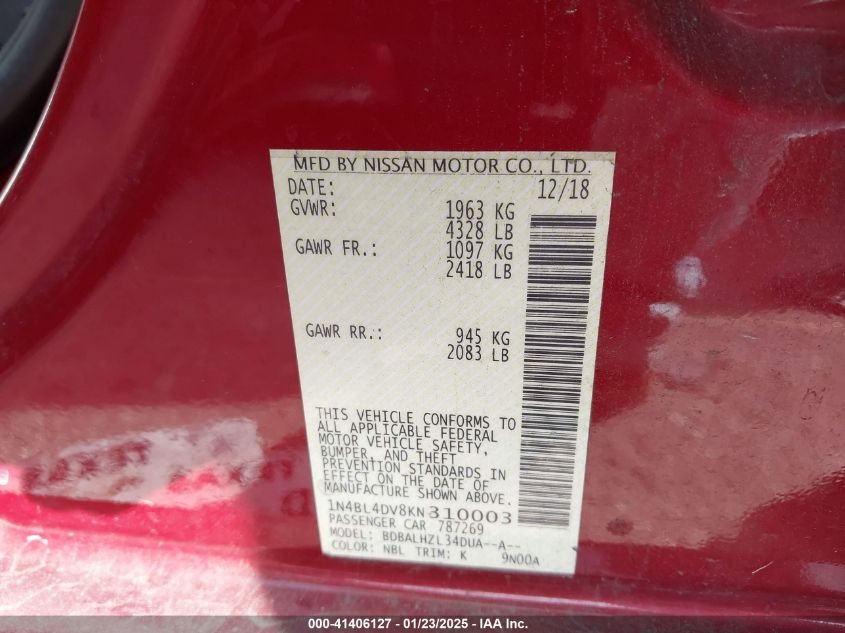 MFD BY NISSAN MOTOR CO., LTD.
DATE: 12/18
GVWR: 1963 KG
4328 LB
GAWR FR.: 1097 KG
2418 LB
GAWR RR.: 945 KG
2083 LB
THIS VEHICLE CONFORMS TO
ALL APPLICABLE FEDERAL
MOTOR VEHICLE SAFETY,
BUMPER, AND THEFT
PREVENTION STANDARDS IN
EFFECT ON THE DATE OF
MANUFACTURE SHOWN ABOVE.
1N4BL4DV8KN310003
PASSENGER CAR 787269
MODEL: BDBALHZL34DUA--A--
COLOR: NBL TRIM: K 9N00A
TEXAS
000-41406127 - 01/23/2025 - IAA Inc.